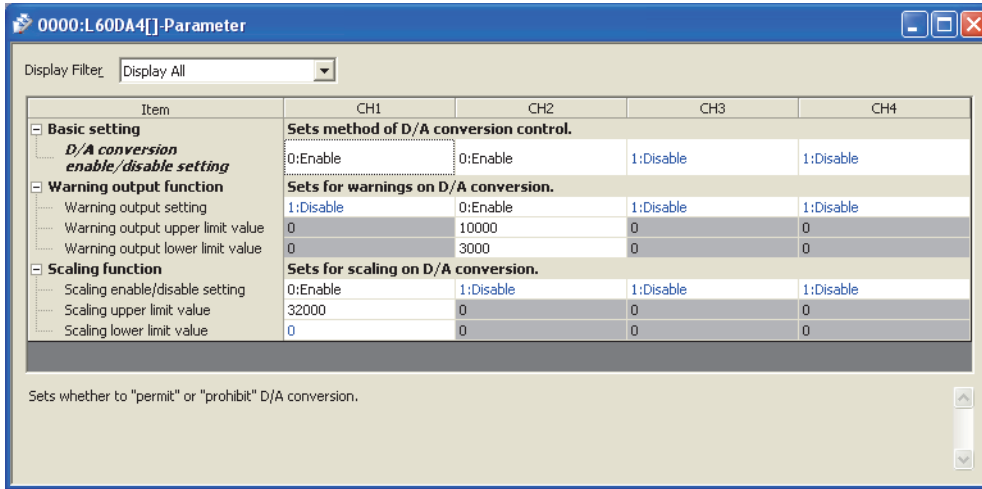 0000:L60DA4[]-Parameter
Display Filter Display All
Item CH1 CH2 CH3 CH4
Basic setting Sets method of D/A conversion control.
D/A conversion
enable/disable setting 0:Enable 0:Enable 1:Disable 1:Disable
Warning output function Sets for warnings on D/A conversion.
Warning output setting 1:Disable 0:Enable 1:Disable 1:Disable
Warning output upper limit value 0 10000 0 0
Warning output lower limit value 0 3000 0 0
Scaling function Sets for scaling on D/A conversion.
Scaling enable/disable setting 0:Enable 1:Disable 1:Disable 1:Disable
Scaling upper limit value 32000 0 0 0
Scaling lower limit value 0 0 0 0
Sets whether to "permit" or "prohibit" D/A conversion.